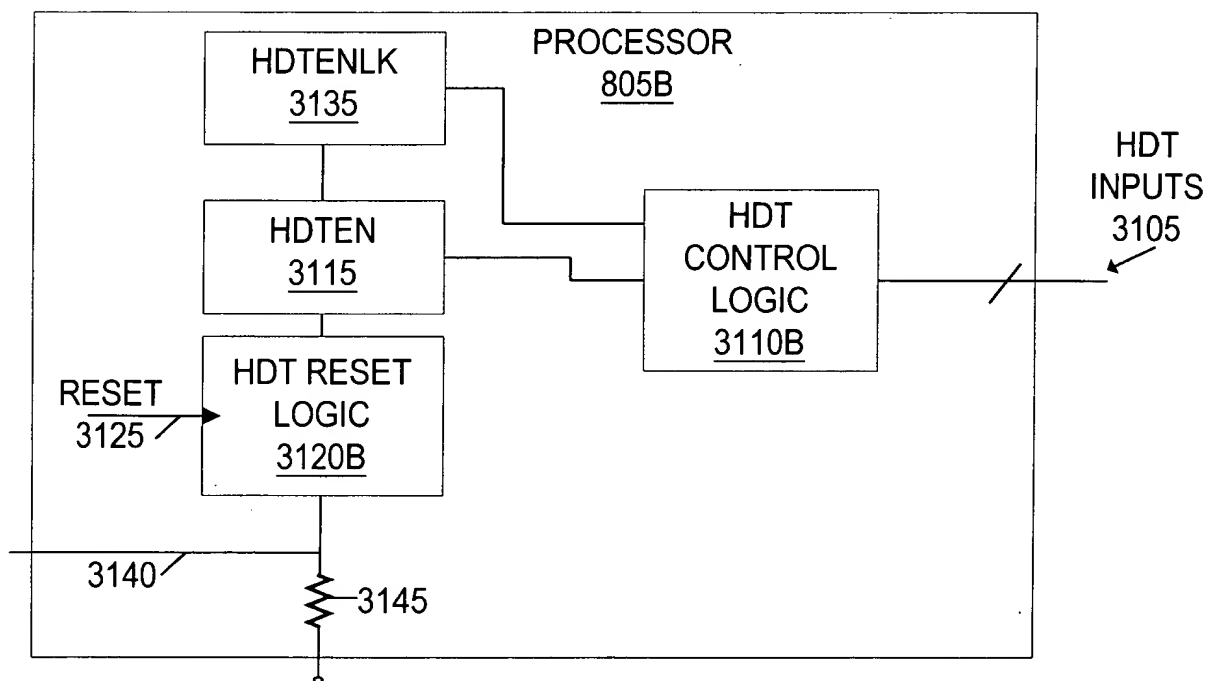 PROCESSOR
805B
HDTENLK
3135
HDTEN
3115
HDT
CONTROL
LOGIC
3110B
HDT
INPUTS
3105
HDT RESET
LOGIC
3120B
RESET
3125
3140
3145